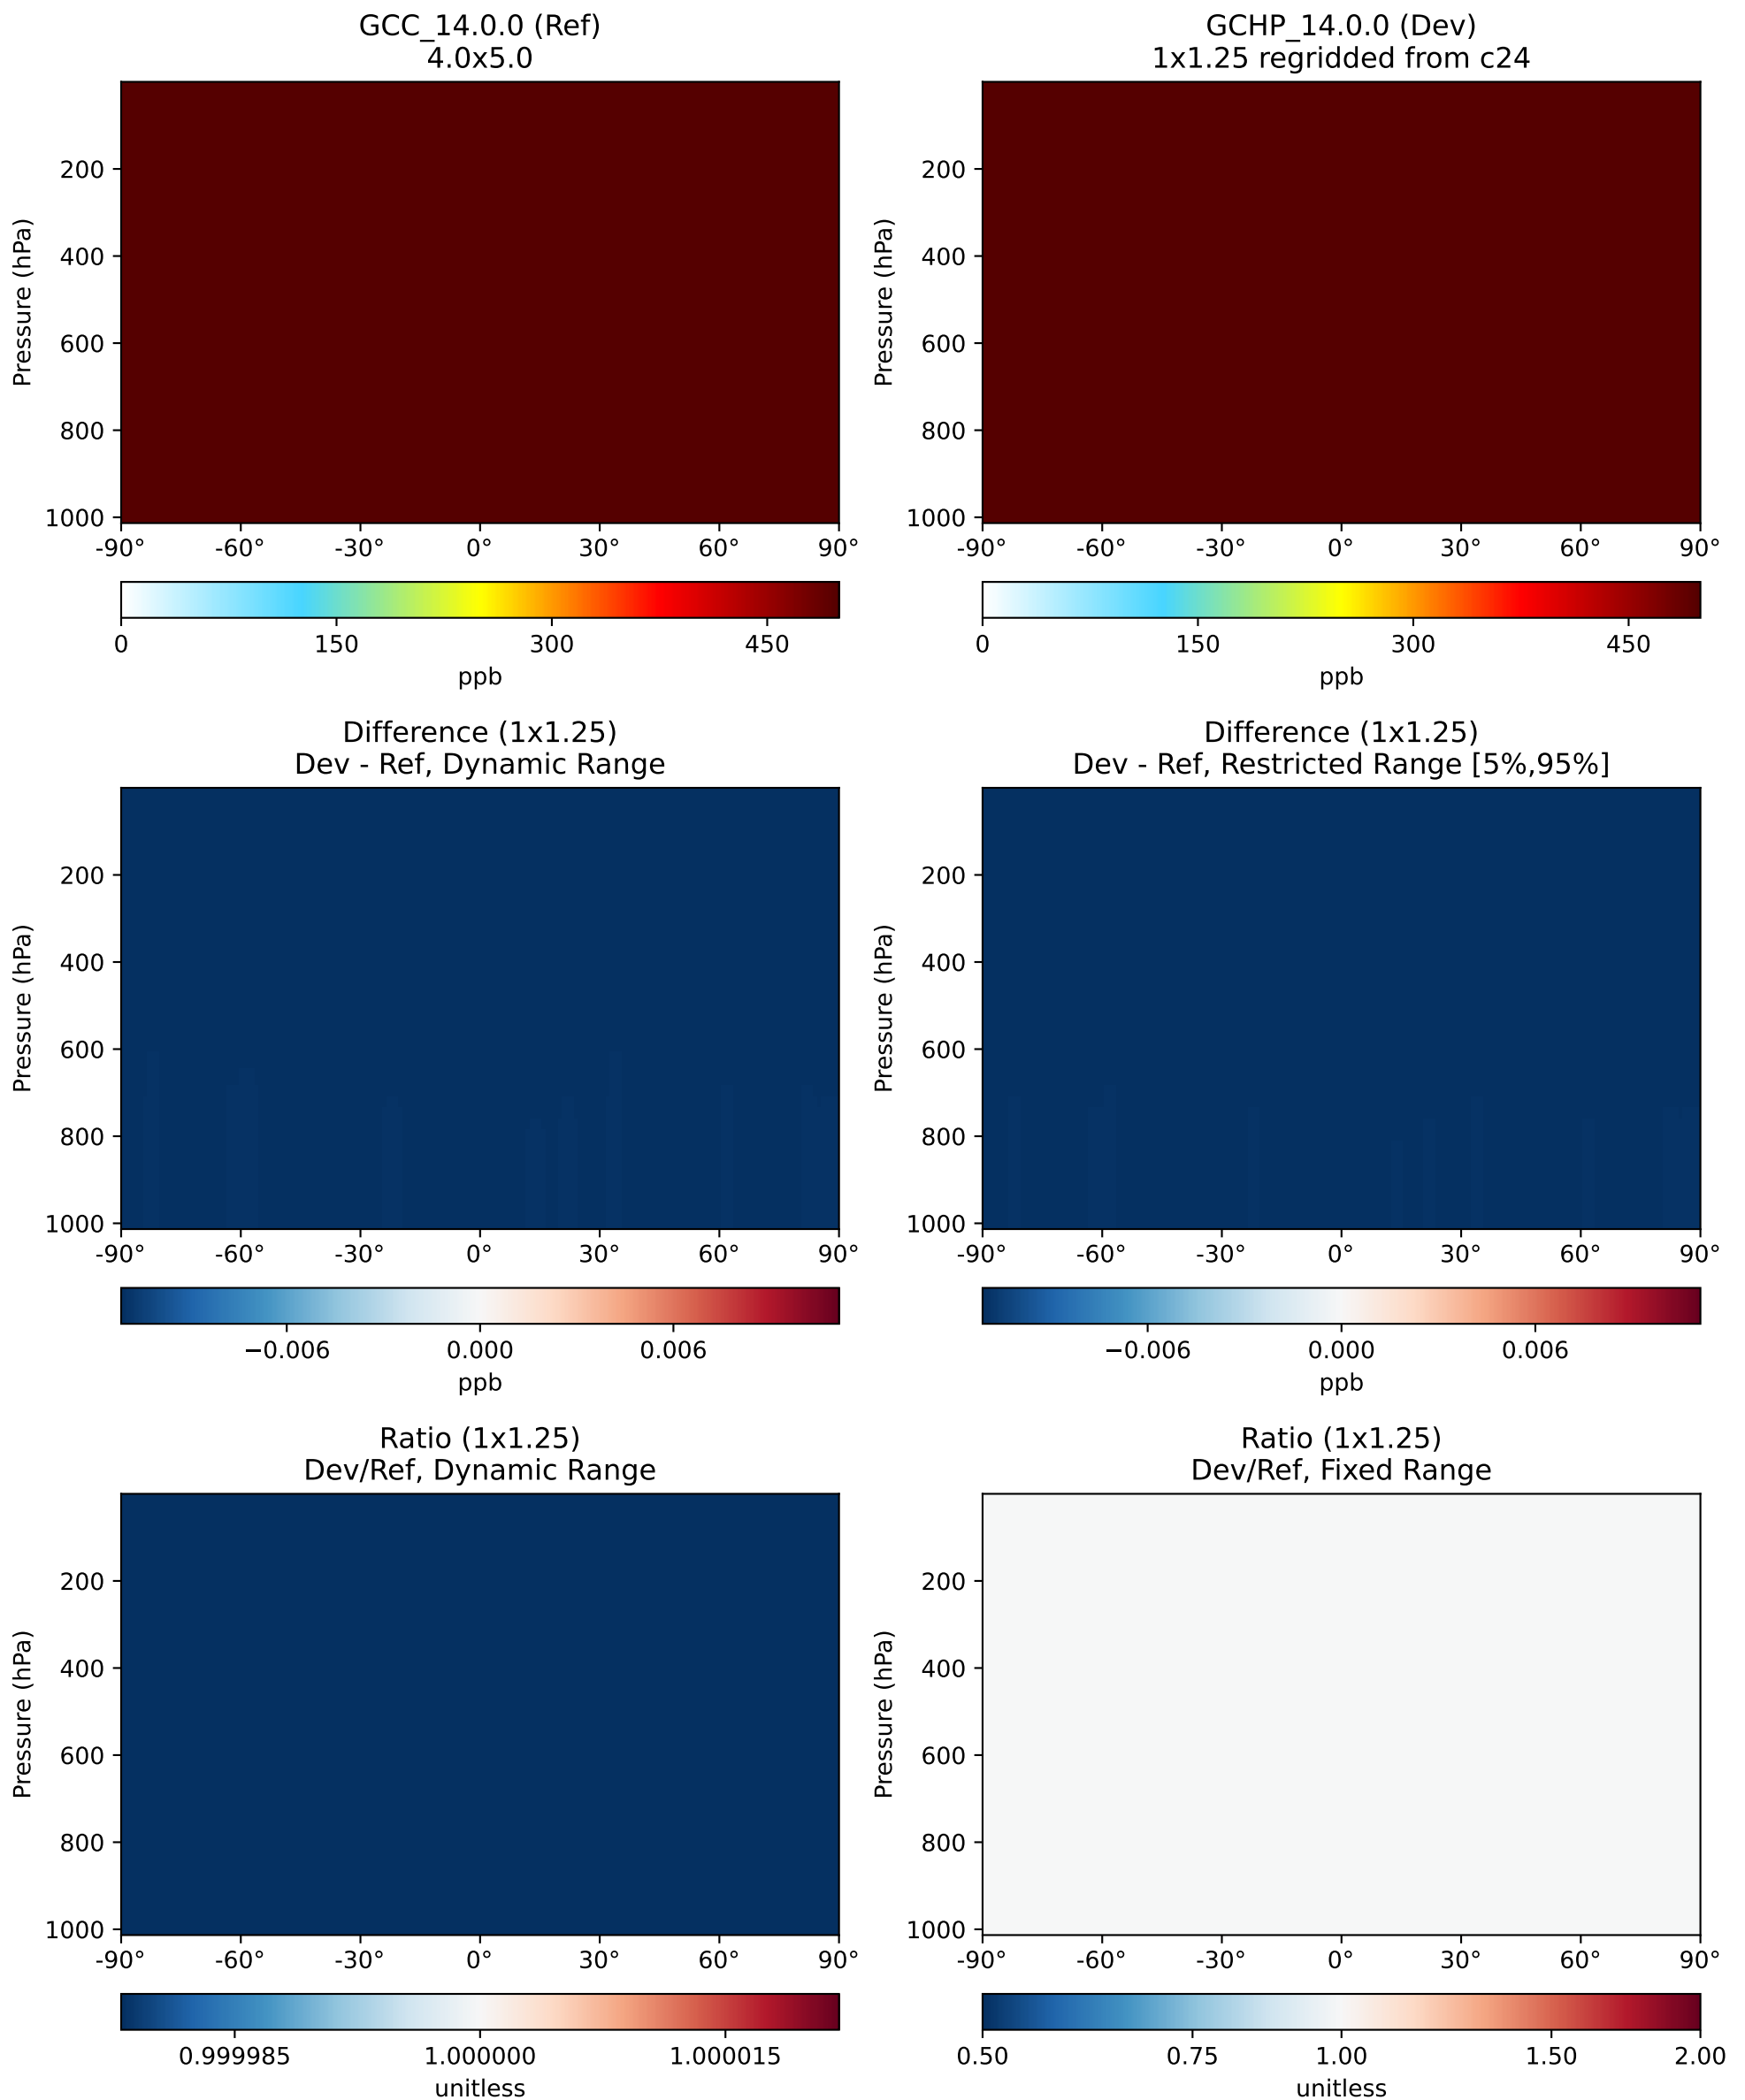 GCC_14.0.0 (Ref)
4.0x5.0
Pressure (hPa)
200
400
600
800
1000
-90° -60° -30° 0° 30° 60° 90°
0 150 300 450
ppb
GCHP_14.0.0 (Dev)
1x1.25 regridded from c24
Pressure (hPa)
200
400
600
800
1000
-90° -60° -30° 0° 30° 60° 90°
0 150 300 450
ppb
Difference (1x1.25)
Dev - Ref, Dynamic Range
Pressure (hPa)
200
400
600
800
1000
-90° -60° -30° 0° 30° 60° 90°
−0.006 0.000 0.006
ppb
Difference (1x1.25)
Dev - Ref, Restricted Range [5%,95%]
Pressure (hPa)
200
400
600
800
1000
-90° -60° -30° 0° 30° 60° 90°
−0.006 0.000 0.006
ppb
Ratio (1x1.25)
Dev/Ref, Dynamic Range
Pressure (hPa)
200
400
600
800
1000
-90° -60° -30° 0° 30° 60° 90°
0.999985 1.000000 1.000015
unitless
Ratio (1x1.25)
Dev/Ref, Fixed Range
Pressure (hPa)
200
400
600
800
1000
-90° -60° -30° 0° 30° 60° 90°
0.50 0.75 1.00 1.50 2.00
unitless